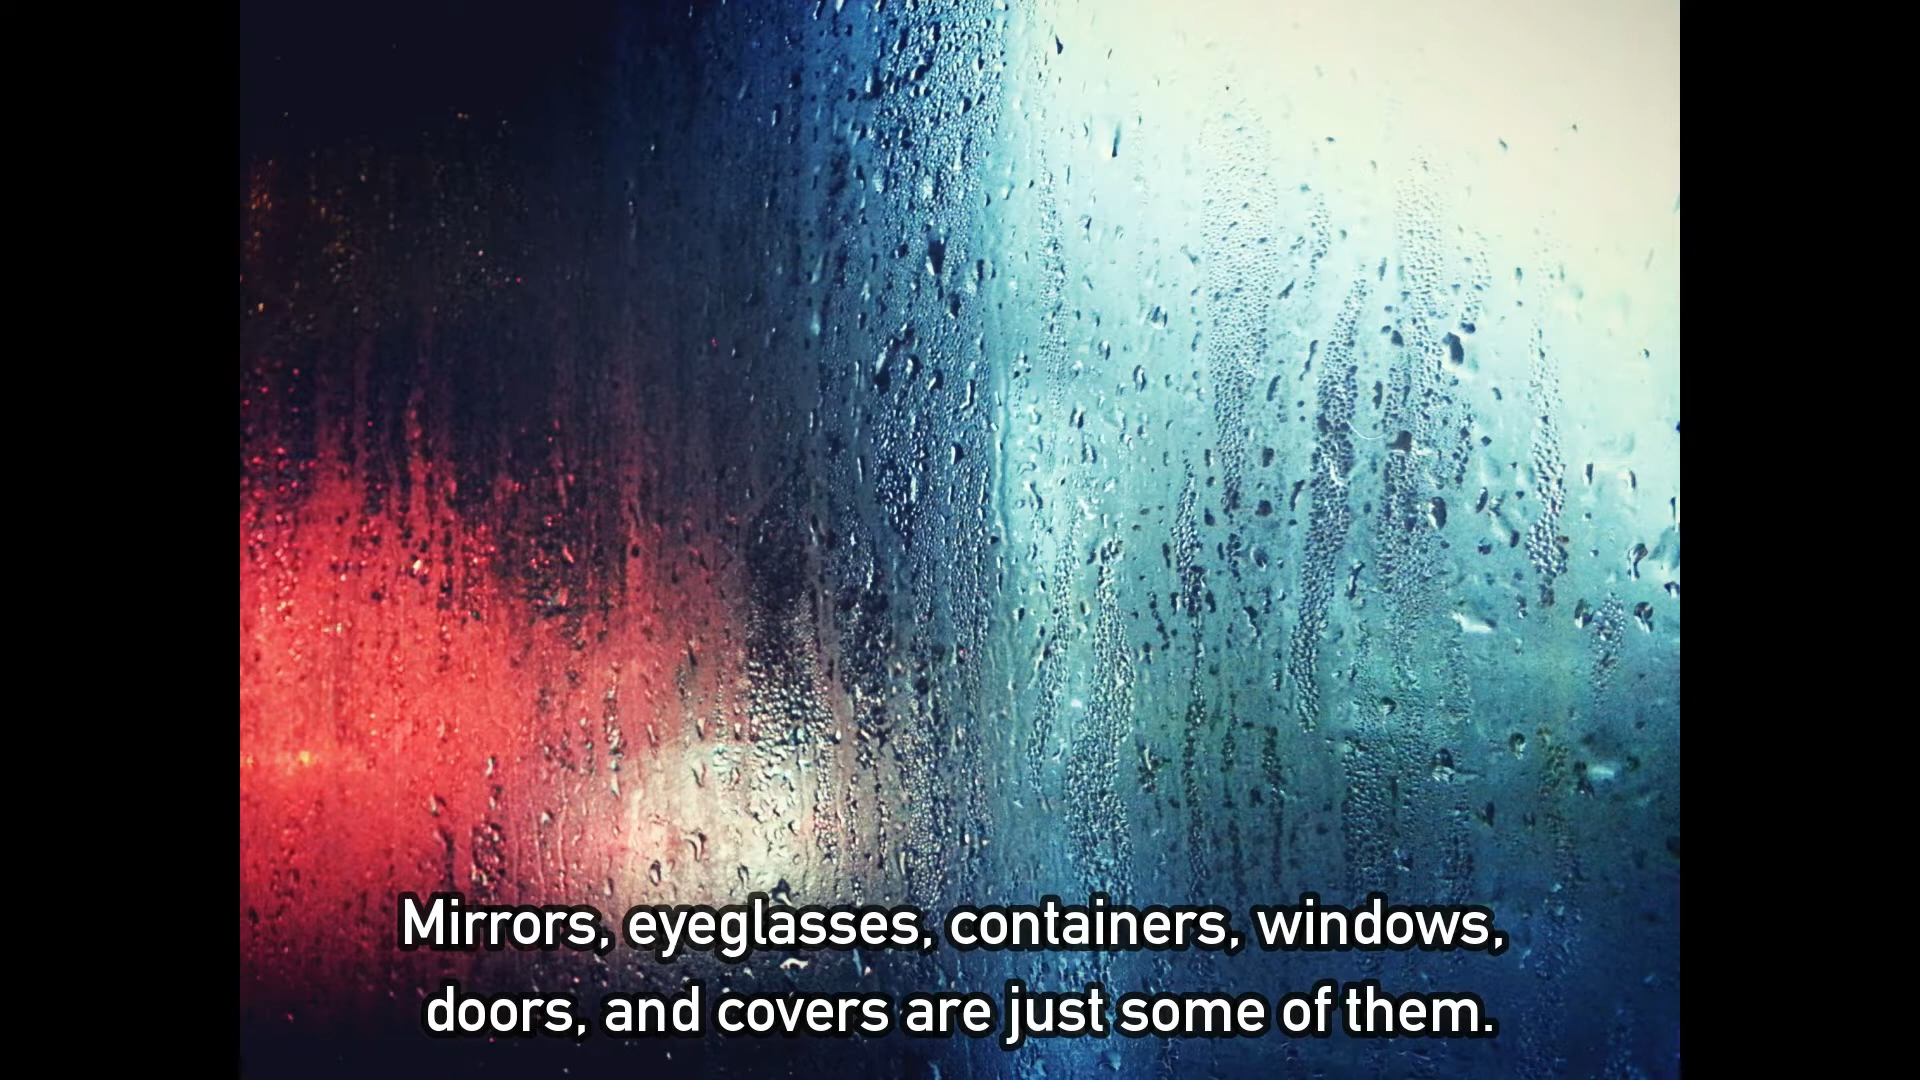 Mirrors, eyeglasses, containers, windows,
doors, and covers are just some of them.